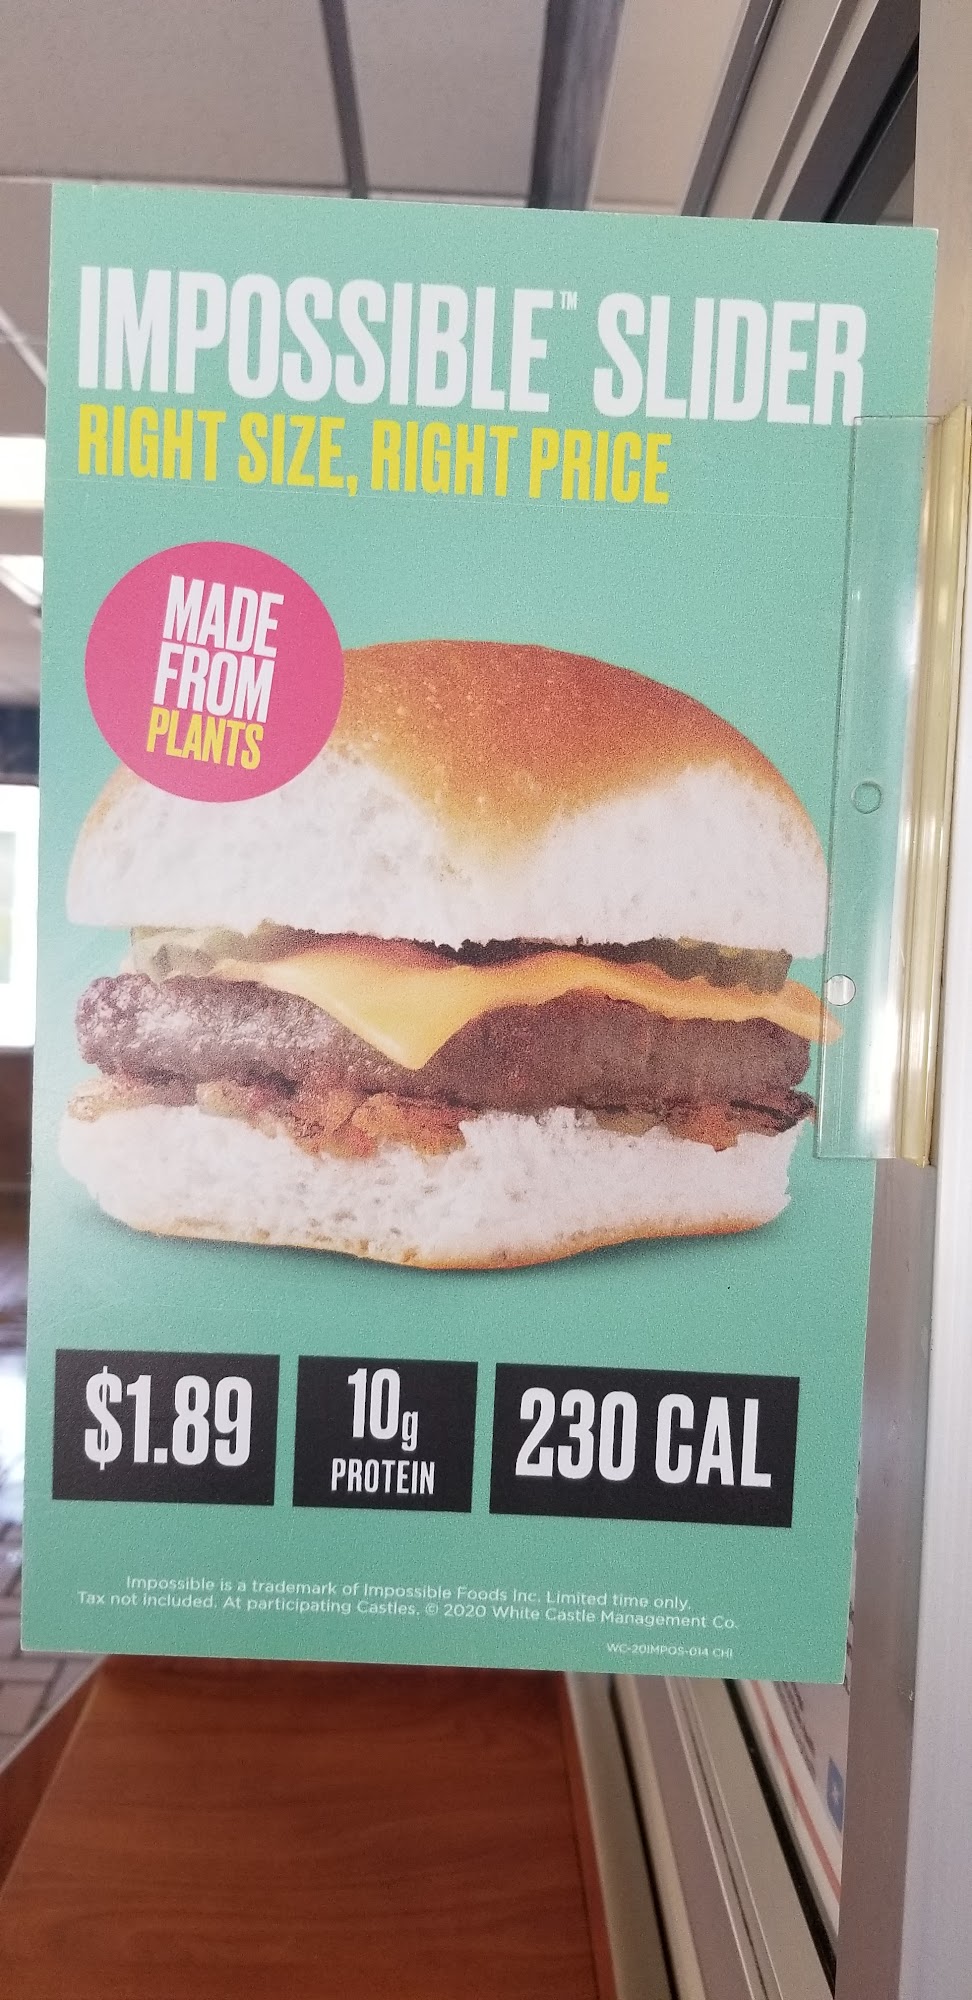 IMPOSSIBLE™ SLIDER
RIGHT SIZE, RIGHT PRICE
MADE
FROM
PLANTS
$1.89
10g
PROTEIN
230 CAL
Impossible is a trademark of Impossible Foods Inc. Limited time only.
Tax not included. At participating Castles. © 2020 White Castle Management Co.
WC-20IMPOS-014 CHI